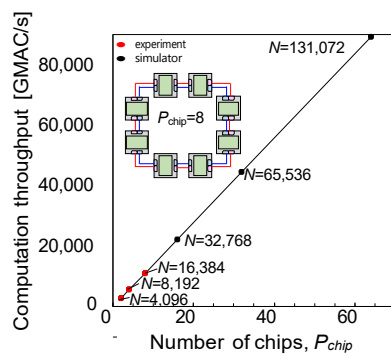 experiment
simulator
N=131,072
80,000
P_chip=8
60,000
N=65,536
40,000
N=32,768
20,000
N=16,384
N=8,192
N=4,096
0
0 20 40 60
Number of chips, P_chip
Computation throughput [GMAC/s]